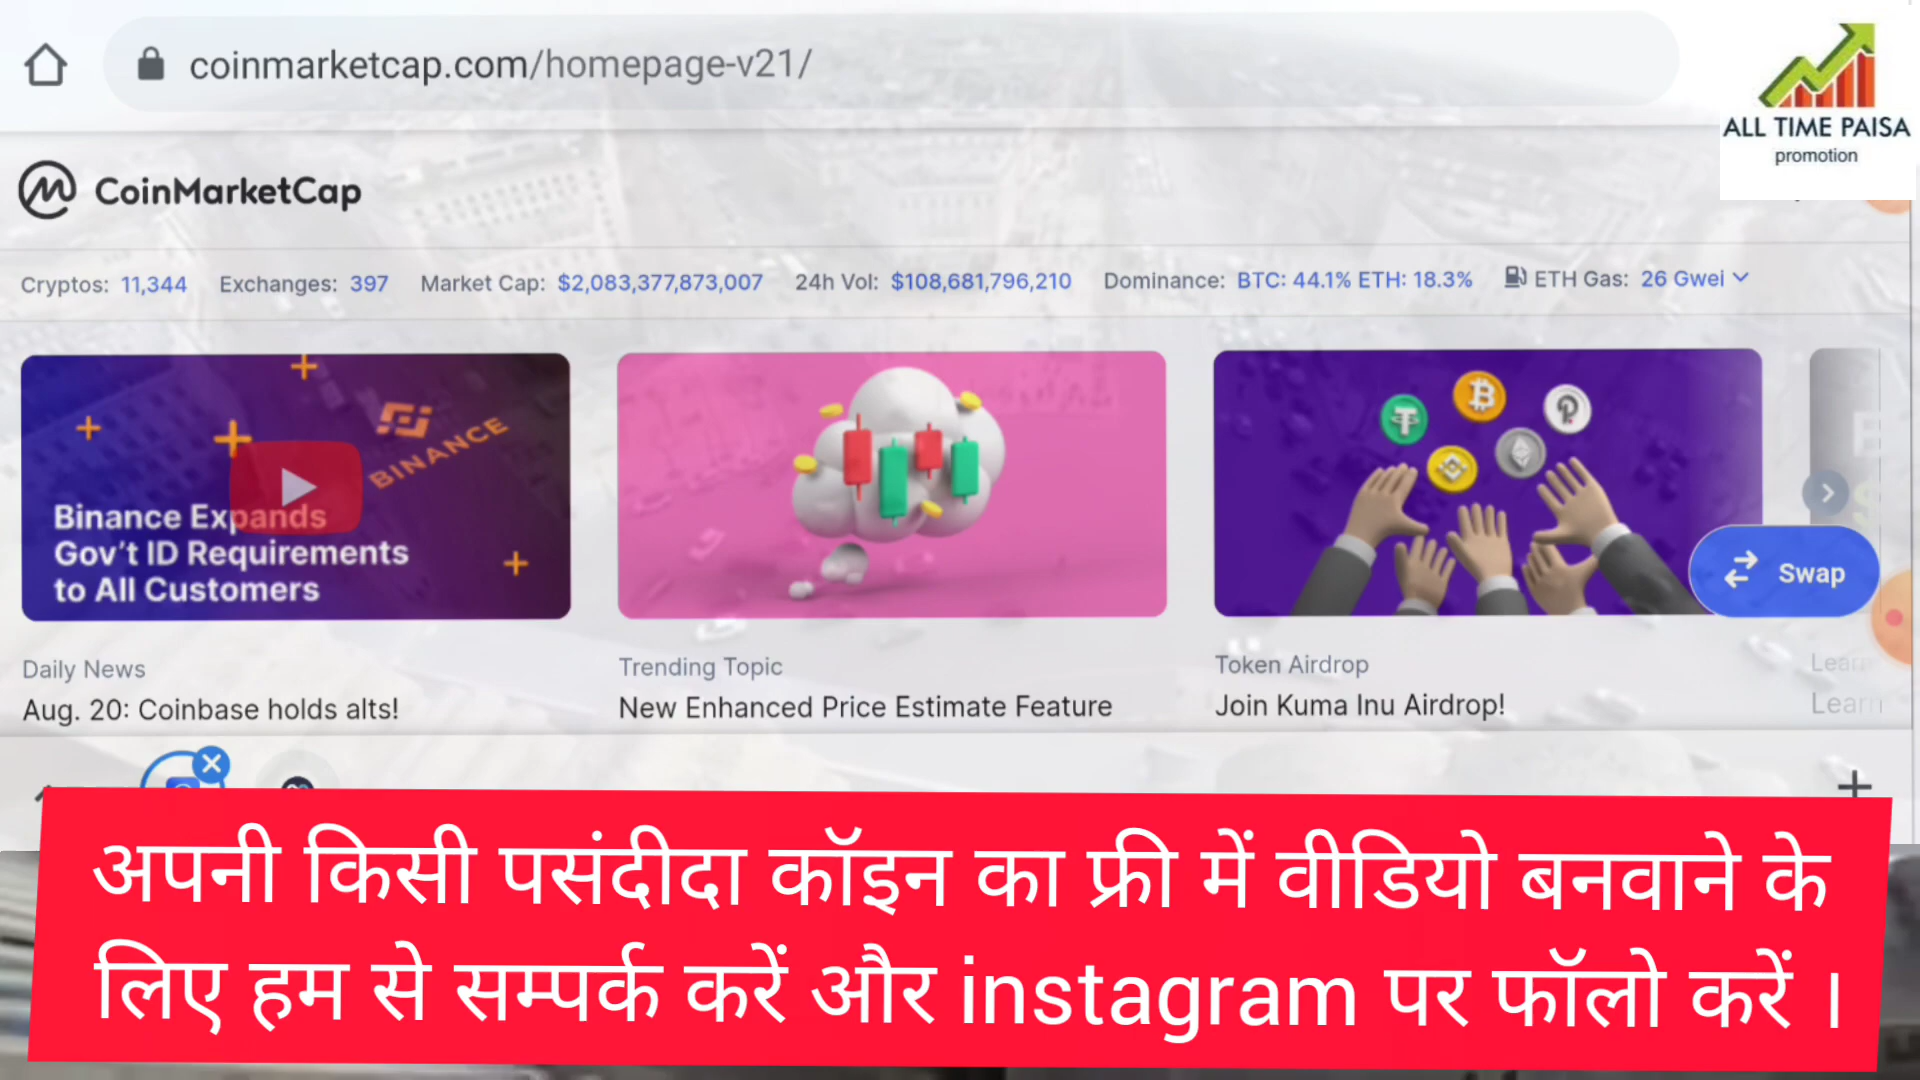 coinmarketcap.com/homepage-v21/
ALL TIME PAISA
promotion
CoinMarketCap
Cryptos: 11,344 Exchanges: 397 Market Cap: $2,083,377,873,007 24h Vol: $108,681,796,210 Dominance: BTC: 44.1% ETH: 18.3% ETH Gas: 26 Gwei
BINANCE
Binance Expands
Gov't ID Requirements
to All Customers
Swap
Daily News
Aug. 20: Coinbase holds alts!
Trending Topic
New Enhanced Price Estimate Feature
Token Airdrop
Join Kuma Inu Airdrop!
Learn
Learn
अपनी किसी पसंदीदा कॉइन का फ्री में वीडियो बनवाने के
लिए हम से सम्पर्क करें और instagram पर फॉलो करें ।